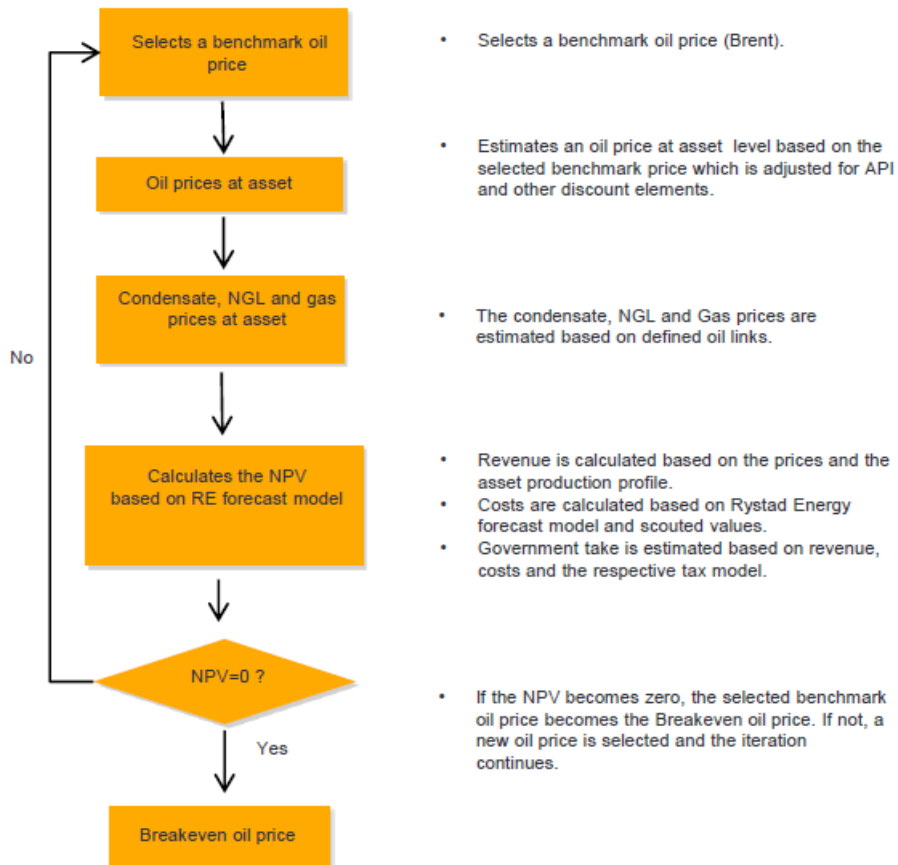 Selects a benchmark oil
price
• Selects a benchmark oil price (Brent).
Oil prices at asset
• Estimates an oil price at asset level based on the
selected benchmark price which is adjusted for API
and other discount elements.
Condensate, NGL and gas
prices at asset
• The condensate, NGL and Gas prices are
estimated based on defined oil links.
No
Calculates the NPV
based on RE forecast model
• Revenue is calculated based on the prices and the
asset production profile.
• Costs are calculated based on Rystad Energy
forecast model and scouted values.
• Government take is estimated based on revenue,
costs and the respective tax model.
NPV=0 ?
• If the NPV becomes zero, the selected benchmark
oil price becomes the Breakeven oil price. If not, a
new oil price is selected and the iteration
continues.
Yes
Breakeven oil price